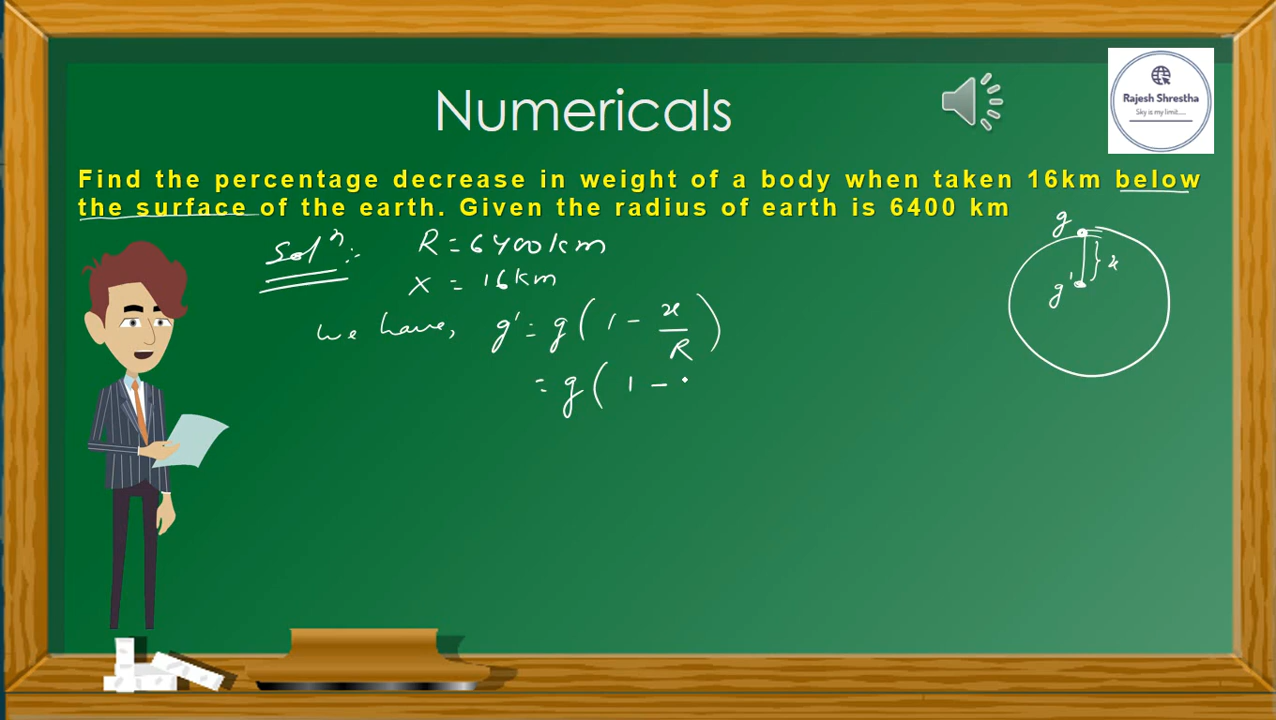 Numericals
Rajesh Shrestha
Sky is my limit.....
Find the percentage decrease in weight of a body when taken 16km below
the surface of the earth. Given the radius of earth is 6400 km
Solⁿ :-
R = 6400km
x = 16km
we have, g' = g ( 1 - x/R )
= g ( 1 -
g
x
g'